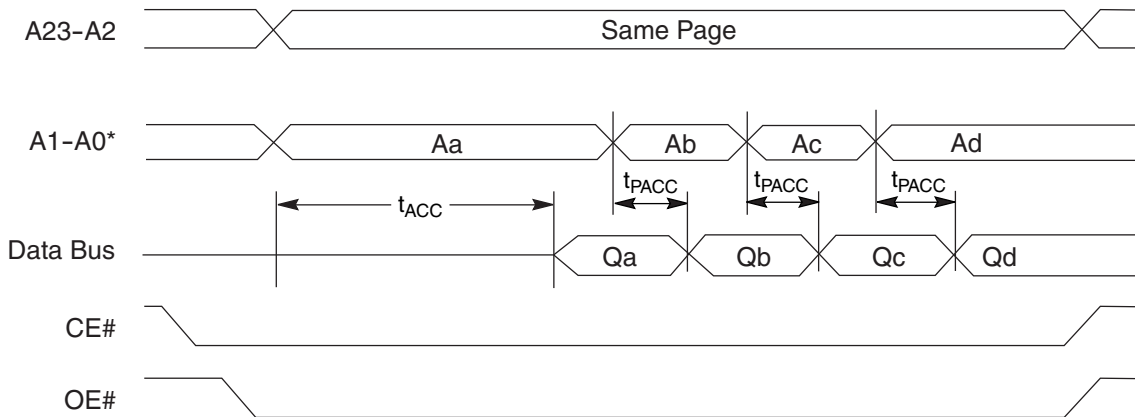 A23–A2 Same Page
A1–A0* Aa Ab Ac Ad
tACC tPACC tPACC tPACC
Data Bus Qa Qb Qc Qd
CE#
OE#